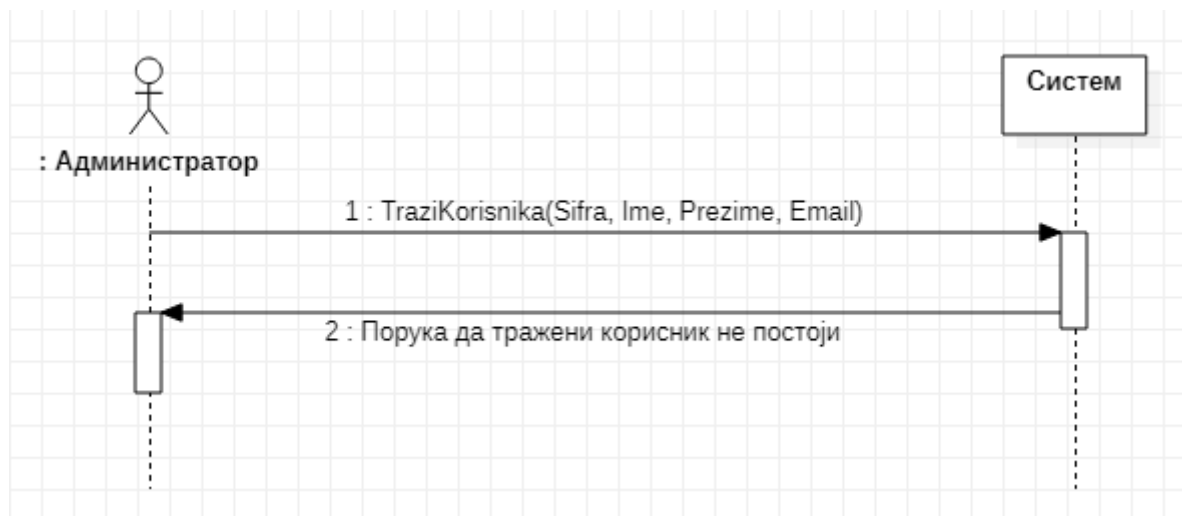 Систем
: Администратор
1 : TraziKorisnika(Sifra, Ime, Prezime, Email)
2 : Порука да тражени корисник не постоји